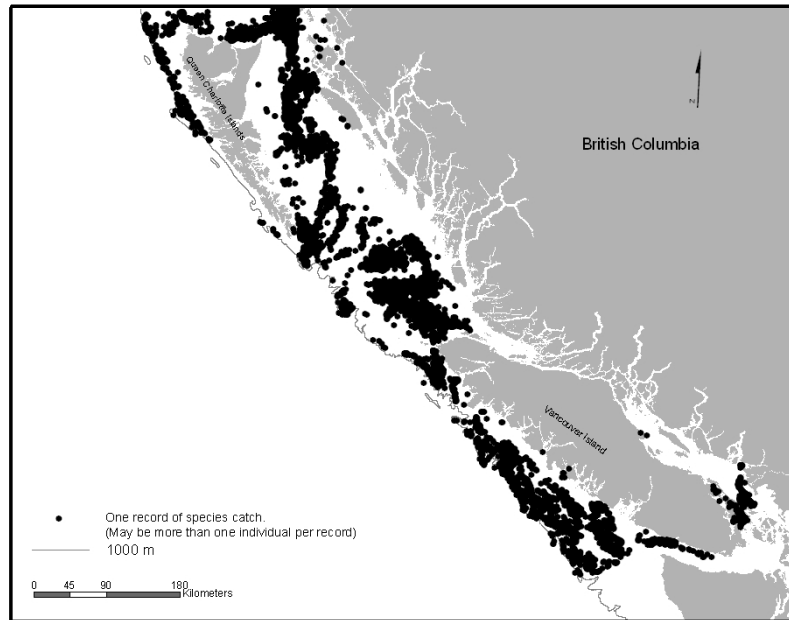 Queen Charlotte Islands
N
British Columbia
Vancouver Island
One record of species catch.
(May be more than one individual per record)
1000 m
0 45 90 180
Kilometers